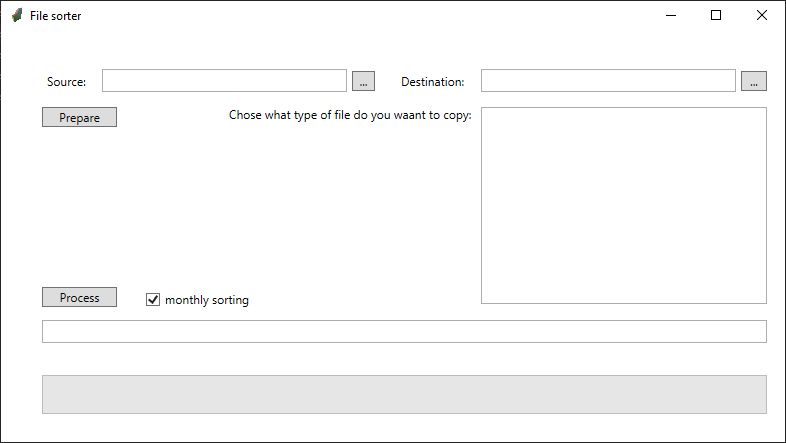 File sorter
Source: ... Destination: ...
Prepare Chose what type of file do you waant to copy:
Process monthly sorting